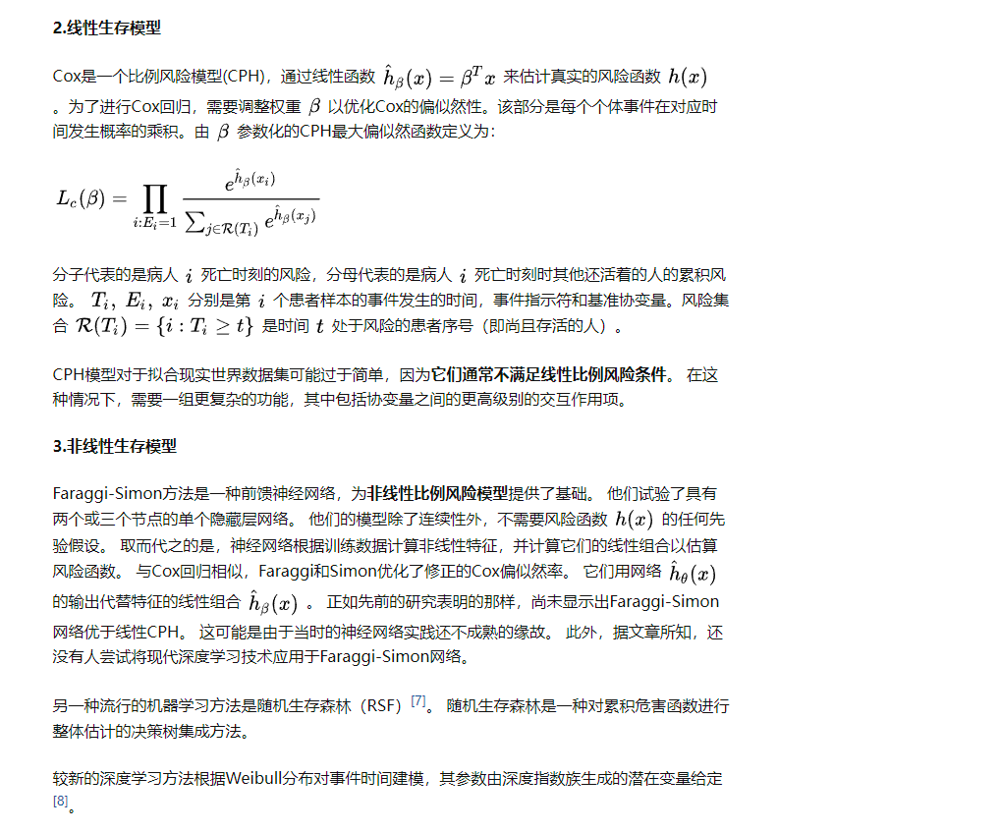 2.线性生存模型
Cox是一个比例风险模型(CPH)，通过线性函数 ĥ_β(x) = β^T x 来估计真实的风险函数 h(x)
。为了进行Cox回归，需要调整权重 β 以优化Cox的偏似然性。该部分是每个个体事件在对应时
间发生概率的乘积。由 β 参数化的CPH最大偏似然函数定义为：
L_c(β) = ∏_{i:E_i=1} e^{ĥ_β(x_i)} / ∑_{j∈ℛ(T_i)} e^{ĥ_β(x_j)}
分子代表的是病人 i 死亡时刻的风险，分母代表的是病人 i 死亡时刻时其他还活着的人的累积风
险。 T_i, E_i, x_i 分别是第 i 个患者样本的事件发生的时间，事件指示符和基准协变量。风险集
合 ℛ(T_i) = {i : T_i ≥ t} 是时间 t 处于风险的患者序号（即尚且存活的人）。
CPH模型对于拟合现实世界数据集可能过于简单，因为它们通常不满足线性比例风险条件。 在这
种情况下，需要一组更复杂的功能，其中包括协变量之间的更高级别的交互作用项。
3.非线性生存模型
Faraggi-Simon方法是一种前馈神经网络，为非线性比例风险模型提供了基础。 他们试验了具有
两个或三个节点的单个隐藏层网络。 他们的模型除了连续性外，不需要风险函数 h(x) 的任何先
验假设。 取而代之的是，神经网络根据训练数据计算非线性特征，并计算它们的线性组合以估算
风险函数。 与Cox回归相似，Faraggi和Simon优化了修正的Cox偏似然率。 它们用网络 ĥ_θ(x)
的输出代替特征的线性组合 ĥ_β(x) 。 正如先前的研究表明的那样，尚未显示出Faraggi-Simon
网络优于线性CPH。 这可能是由于当时的神经网络实践还不成熟的缘故。 此外，据文章所知，还
没有人尝试将现代深度学习技术应用于Faraggi-Simon网络。
另一种流行的机器学习方法是随机生存森林（RSF）[7]。 随机生存森林是一种对累积危害函数进行
整体估计的决策树集成方法。
较新的深度学习方法根据Weibull分布对事件时间建模，其参数由深度指数族生成的潜在变量给定
[8]。